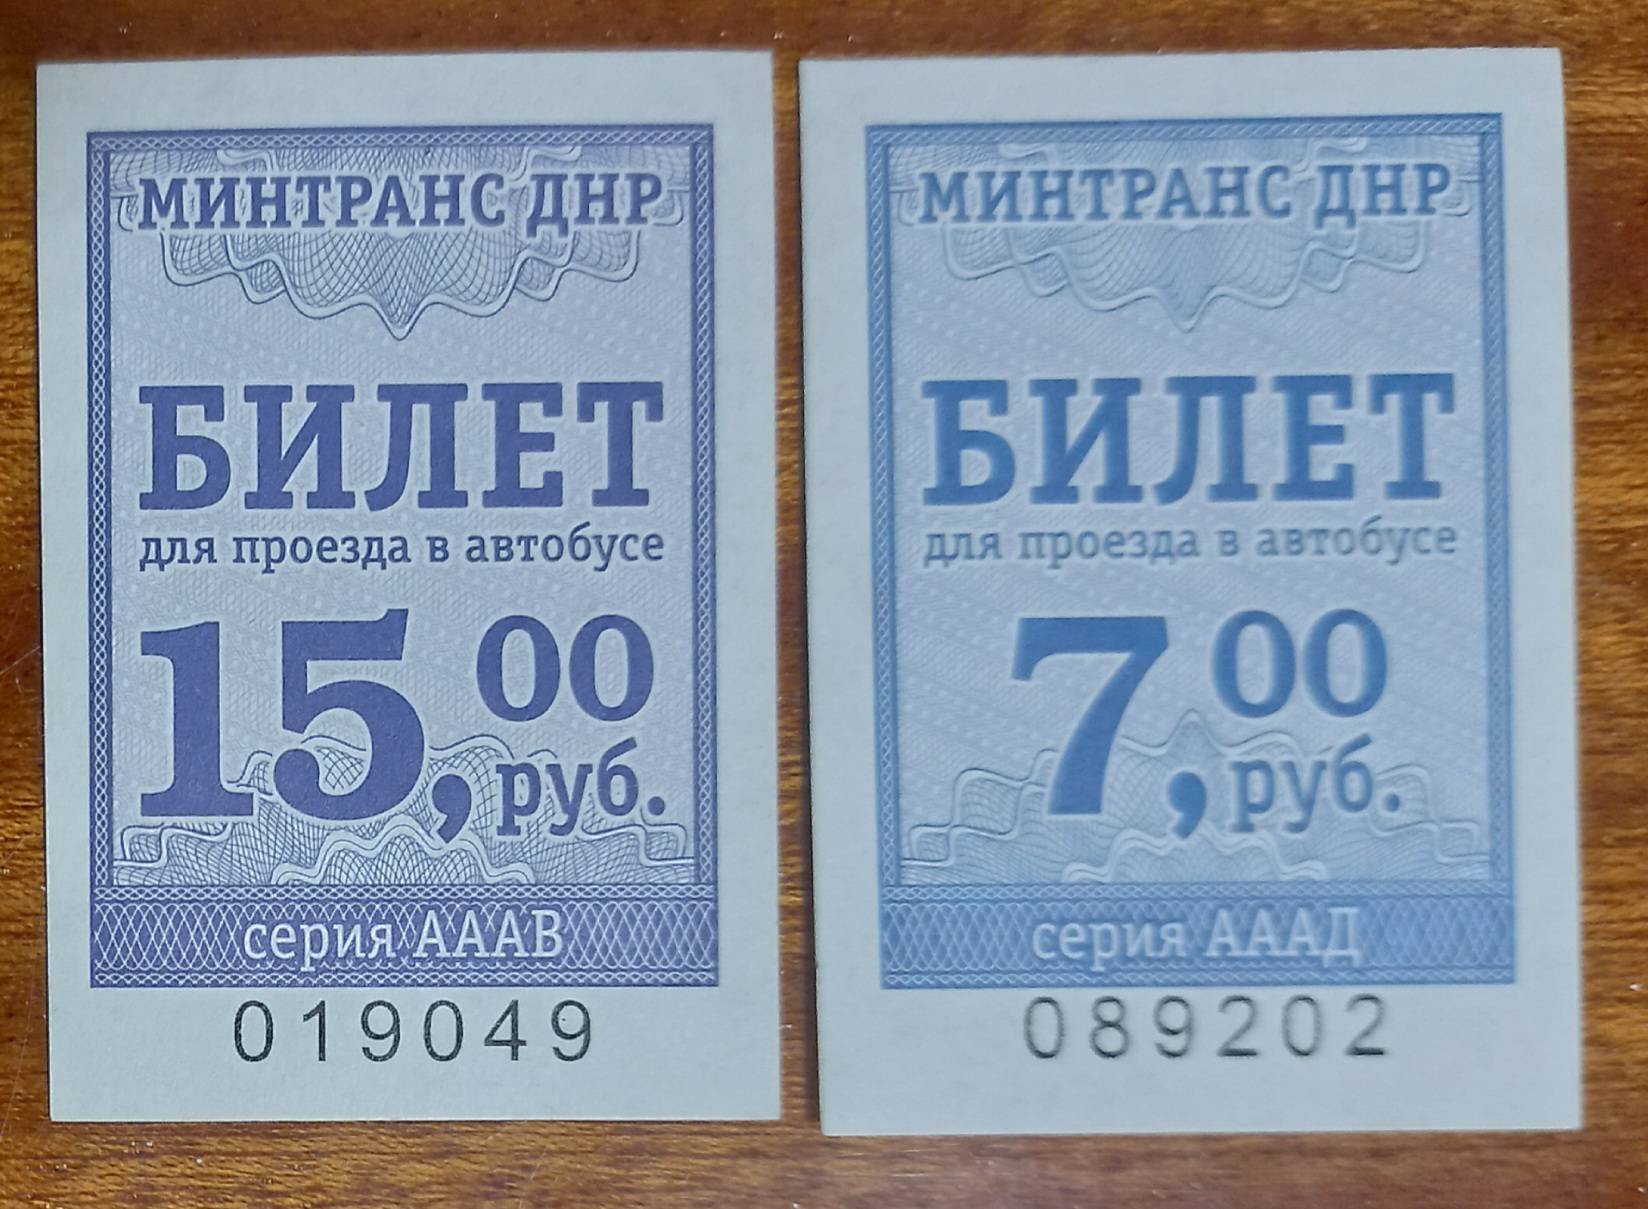 МИНТРАНС ДНР
БИЛЕТ
для проезда в автобусе
15,00 руб.
серия АААВ
019049
МИНТРАНС ДНР
БИЛЕТ
для проезда в автобусе
7,00 руб.
серия АААД
089202